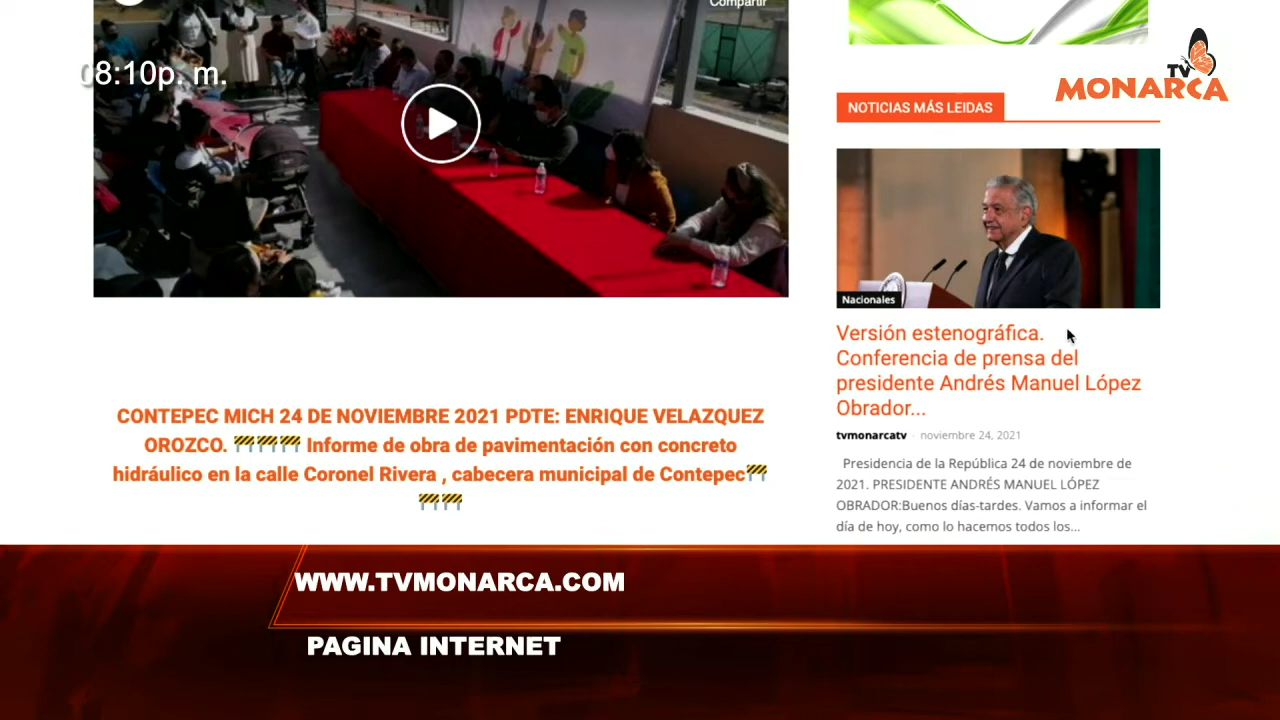 Compartir
08:10p. m.
TV
MONARCA
NOTICIAS MÁS LEIDAS
Nacionales
Versión estenográfica.
Conferencia de prensa del
presidente Andrés Manuel López
Obrador...
tvmonarcatv - noviembre 24, 2021
Presidencia de la República 24 de noviembre de
2021. PRESIDENTE ANDRÉS MANUEL LÓPEZ
OBRADOR:Buenos días-tardes. Vamos a informar el
día de hoy, como lo hacemos todos los...
CONTEPEC MICH 24 DE NOVIEMBRE 2021 PDTE: ENRIQUE VELAZQUEZ
OROZCO. 🚧🚧🚧 Informe de obra de pavimentación con concreto
hidráulico en la calle Coronel Rivera , cabecera municipal de Contepec🚧
🚧🚧
WWW.TVMONARCA.COM
PAGINA INTERNET